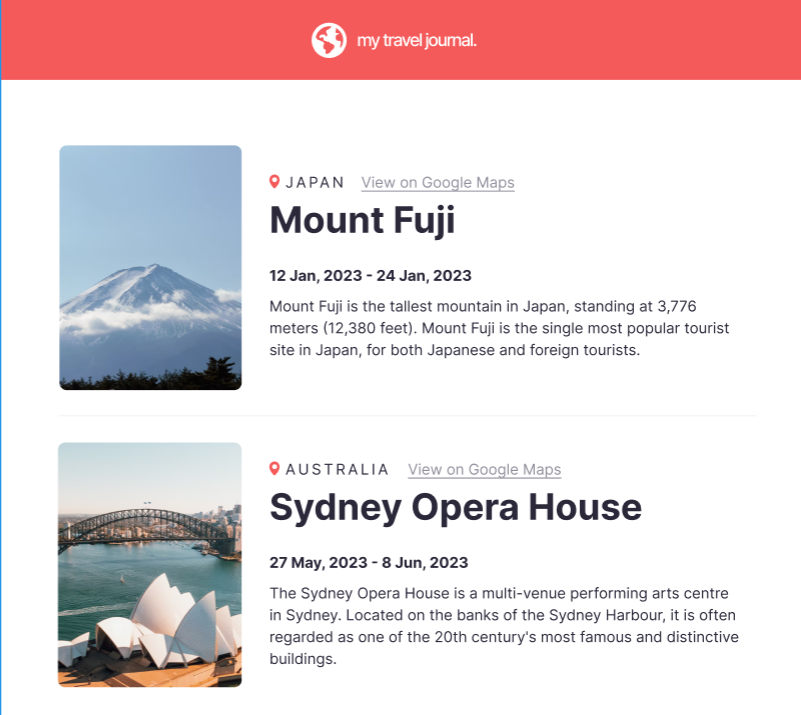 my travel journal.
JAPAN View on Google Maps
Mount Fuji
12 Jan, 2023 - 24 Jan, 2023
Mount Fuji is the tallest mountain in Japan, standing at 3,776
meters (12,380 feet). Mount Fuji is the single most popular tourist
site in Japan, for both Japanese and foreign tourists.
AUSTRALIA View on Google Maps
Sydney Opera House
27 May, 2023 - 8 Jun, 2023
The Sydney Opera House is a multi-venue performing arts centre
in Sydney. Located on the banks of the Sydney Harbour, it is often
regarded as one of the 20th century's most famous and distinctive
buildings.